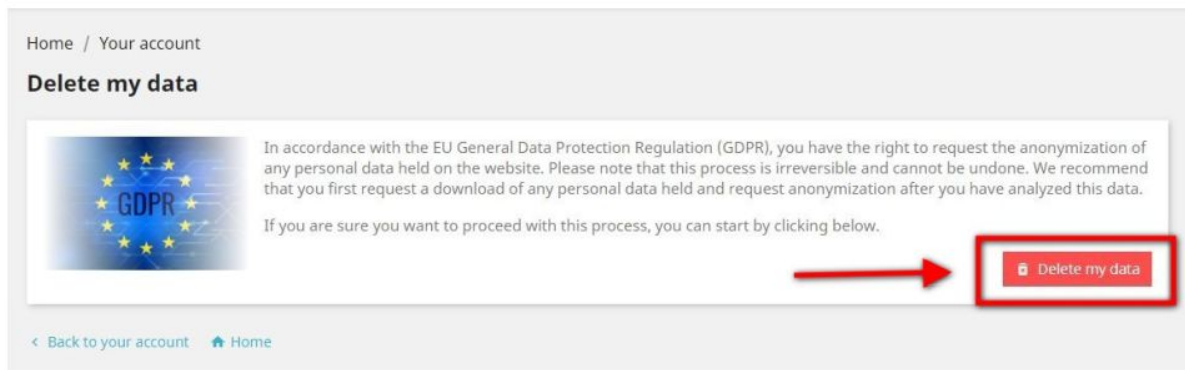 Home / Your account
Delete my data
GDPR
In accordance with the EU General Data Protection Regulation (GDPR), you have the right to request the anonymization of
any personal data held on the website. Please note that this process is irreversible and cannot be undone. We recommend
that you first request a download of any personal data held and request anonymization after you have analyzed this data.
If you are sure you want to proceed with this process, you can start by clicking below.
Delete my data
< Back to your account Home